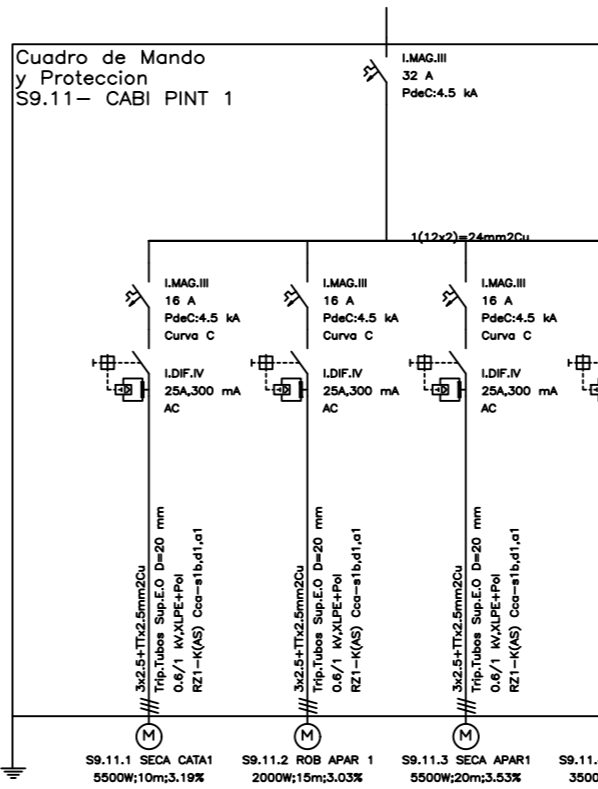 Cuadro de Mando
y Proteccion
S9.11- CABI PINT 1
I.MAG.III
32 A
PdeC:4.5 kA
1(12x2)=24mm2Cu
I.MAG.III
16 A
PdeC:4.5 kA
Curva C
I.DIF.IV
25A,300 mA
AC
3x2.5+TTx2.5mm2Cu
Trip.Tubos Sup.E.O D=20 mm
0.6/1 kV,XLPE+Pol
RZ1-K(AS) Cca-s1b,d1,a1
M
S9.11.1 SECA CATA1
5500W;10m;3.19%
I.MAG.III
16 A
PdeC:4.5 kA
Curva C
I.DIF.IV
25A,300 mA
AC
3x2.5+TTx2.5mm2Cu
Trip.Tubos Sup.E.O D=20 mm
0.6/1 kV,XLPE+Pol
RZ1-K(AS) Cca-s1b,d1,a1
M
S9.11.2 ROB APAR 1
2000W;15m;3.03%
I.MAG.III
16 A
PdeC:4.5 kA
Curva C
I.DIF.IV
25A,300 mA
AC
3x2.5+TTx2.5mm2Cu
Trip.Tubos Sup.E.O D=20 mm
0.6/1 kV,XLPE+Pol
RZ1-K(AS) Cca-s1b,d1,a1
M
S9.11.3 SECA APAR1
5500W;20m;3.53%
S9.11.
3500